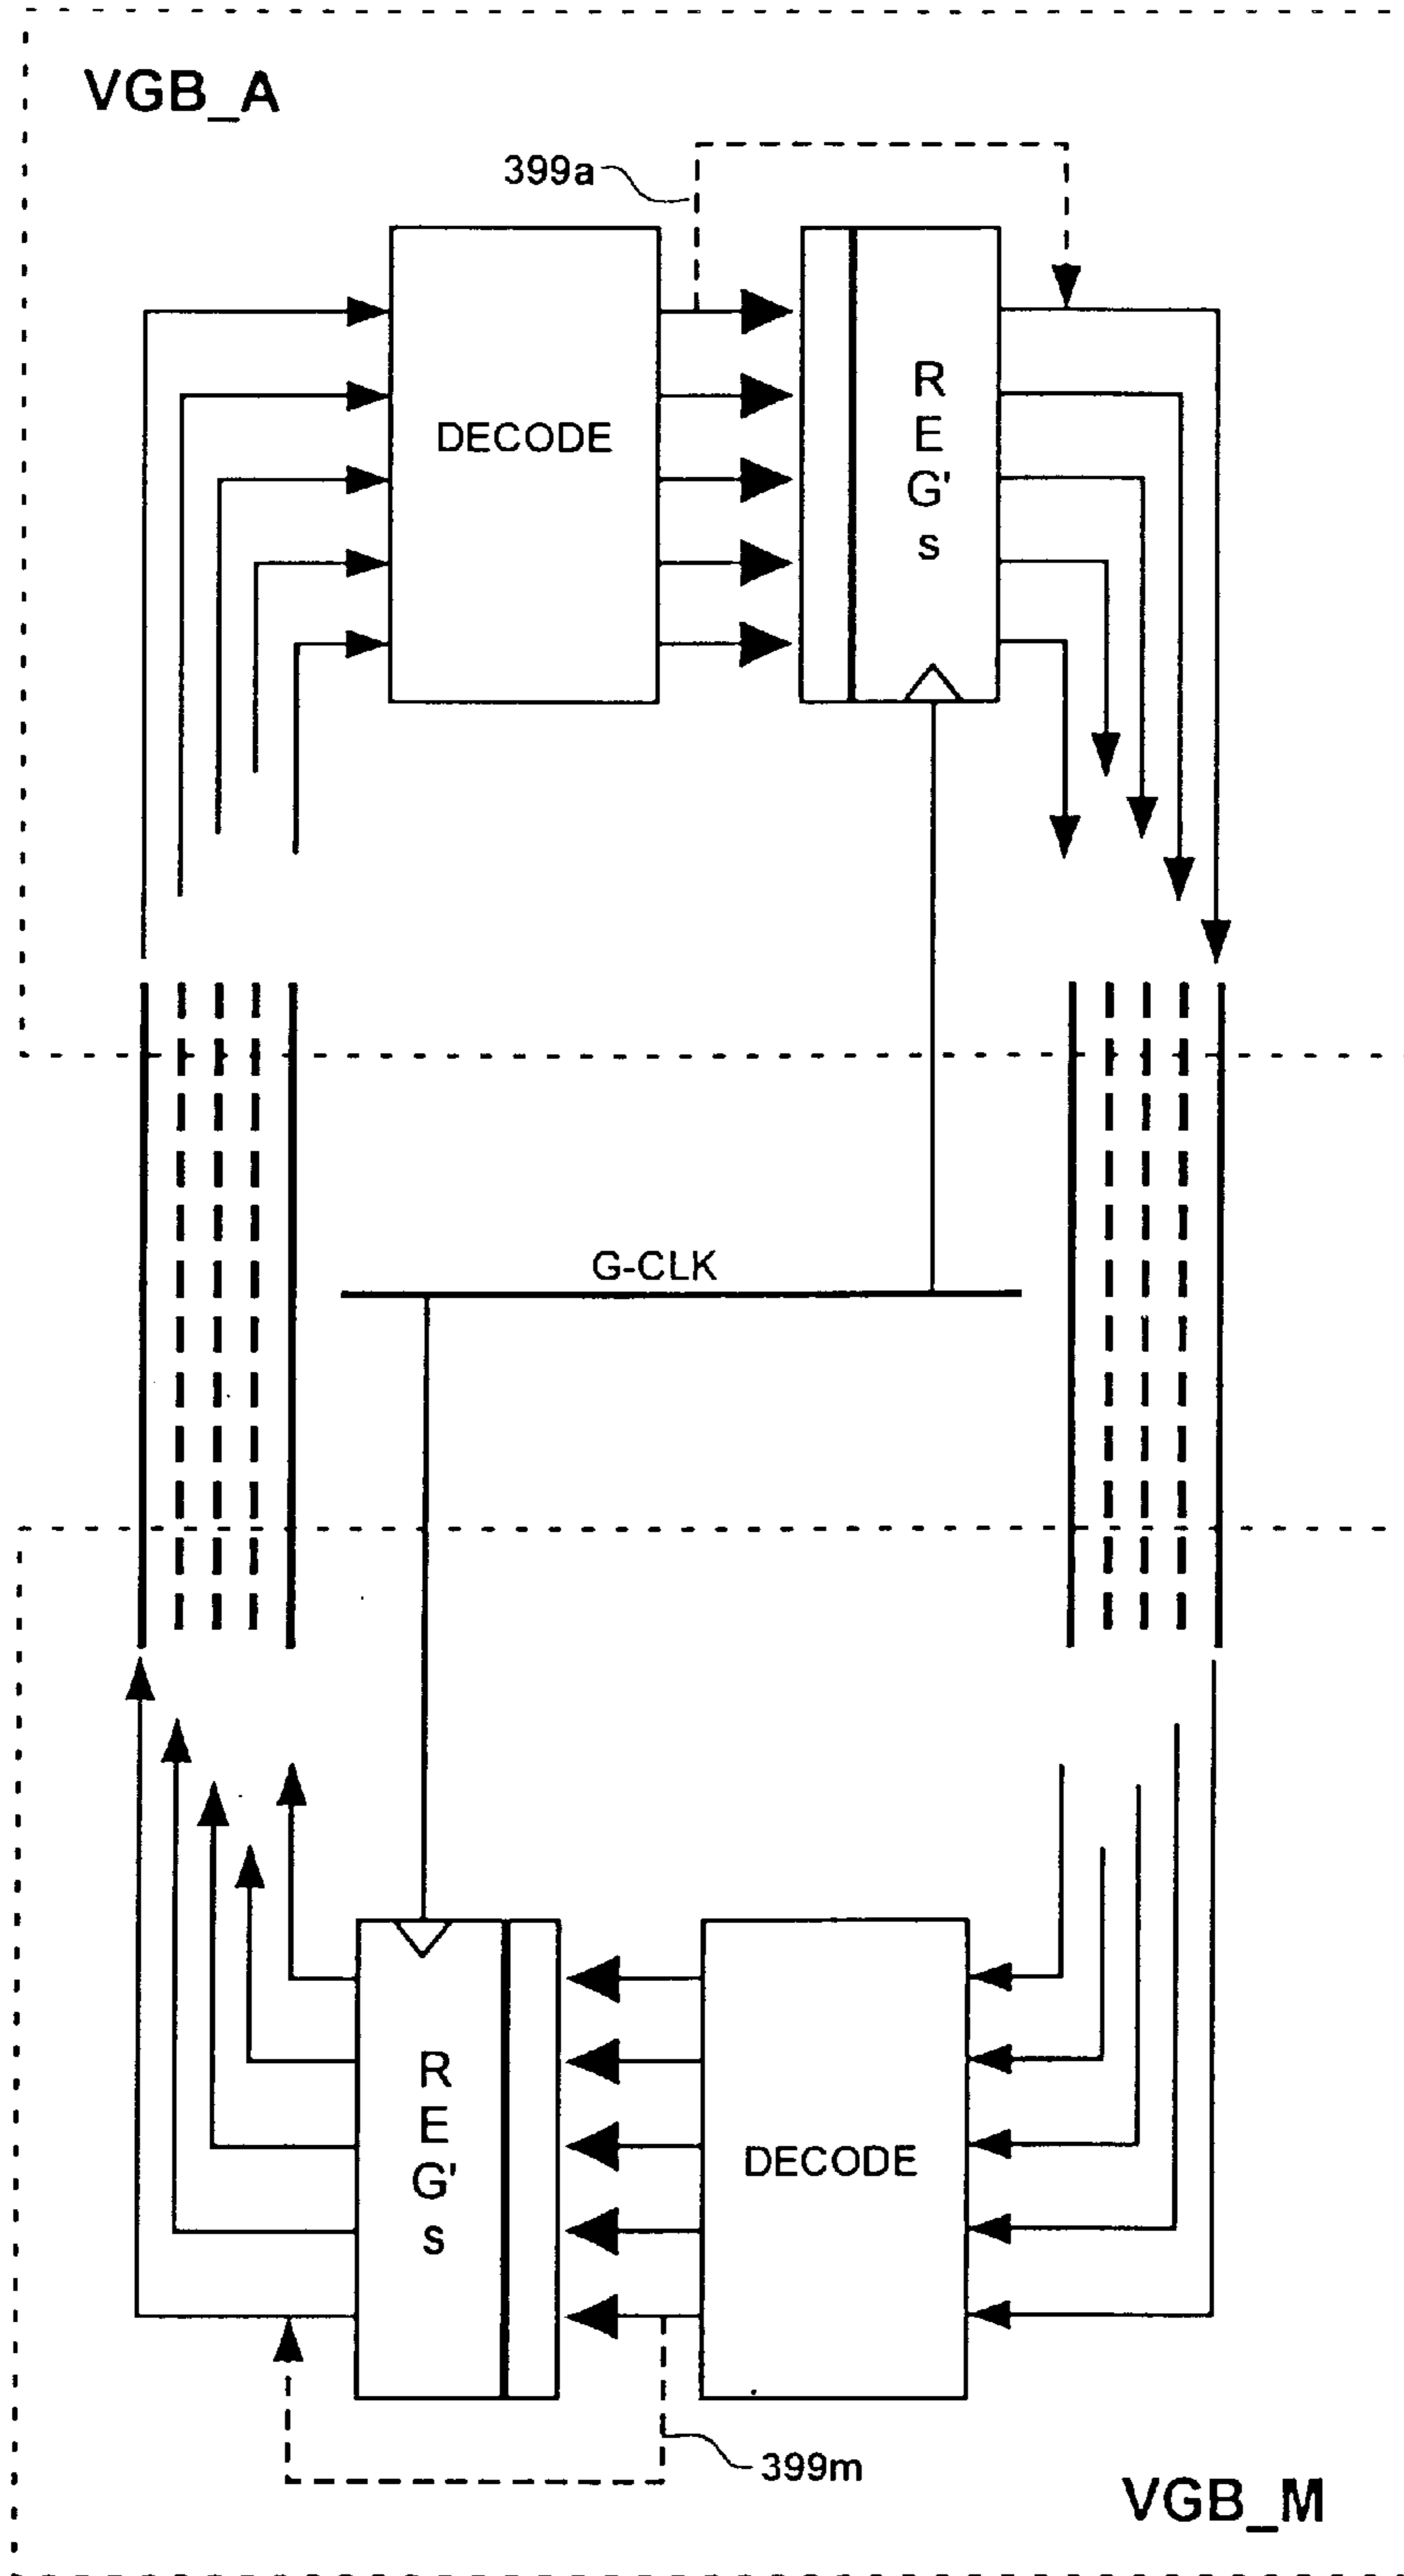 VGB_A
399a
DECODE
R
E
G'
s
G-CLK
R
E
G'
s
DECODE
399m
VGB_M